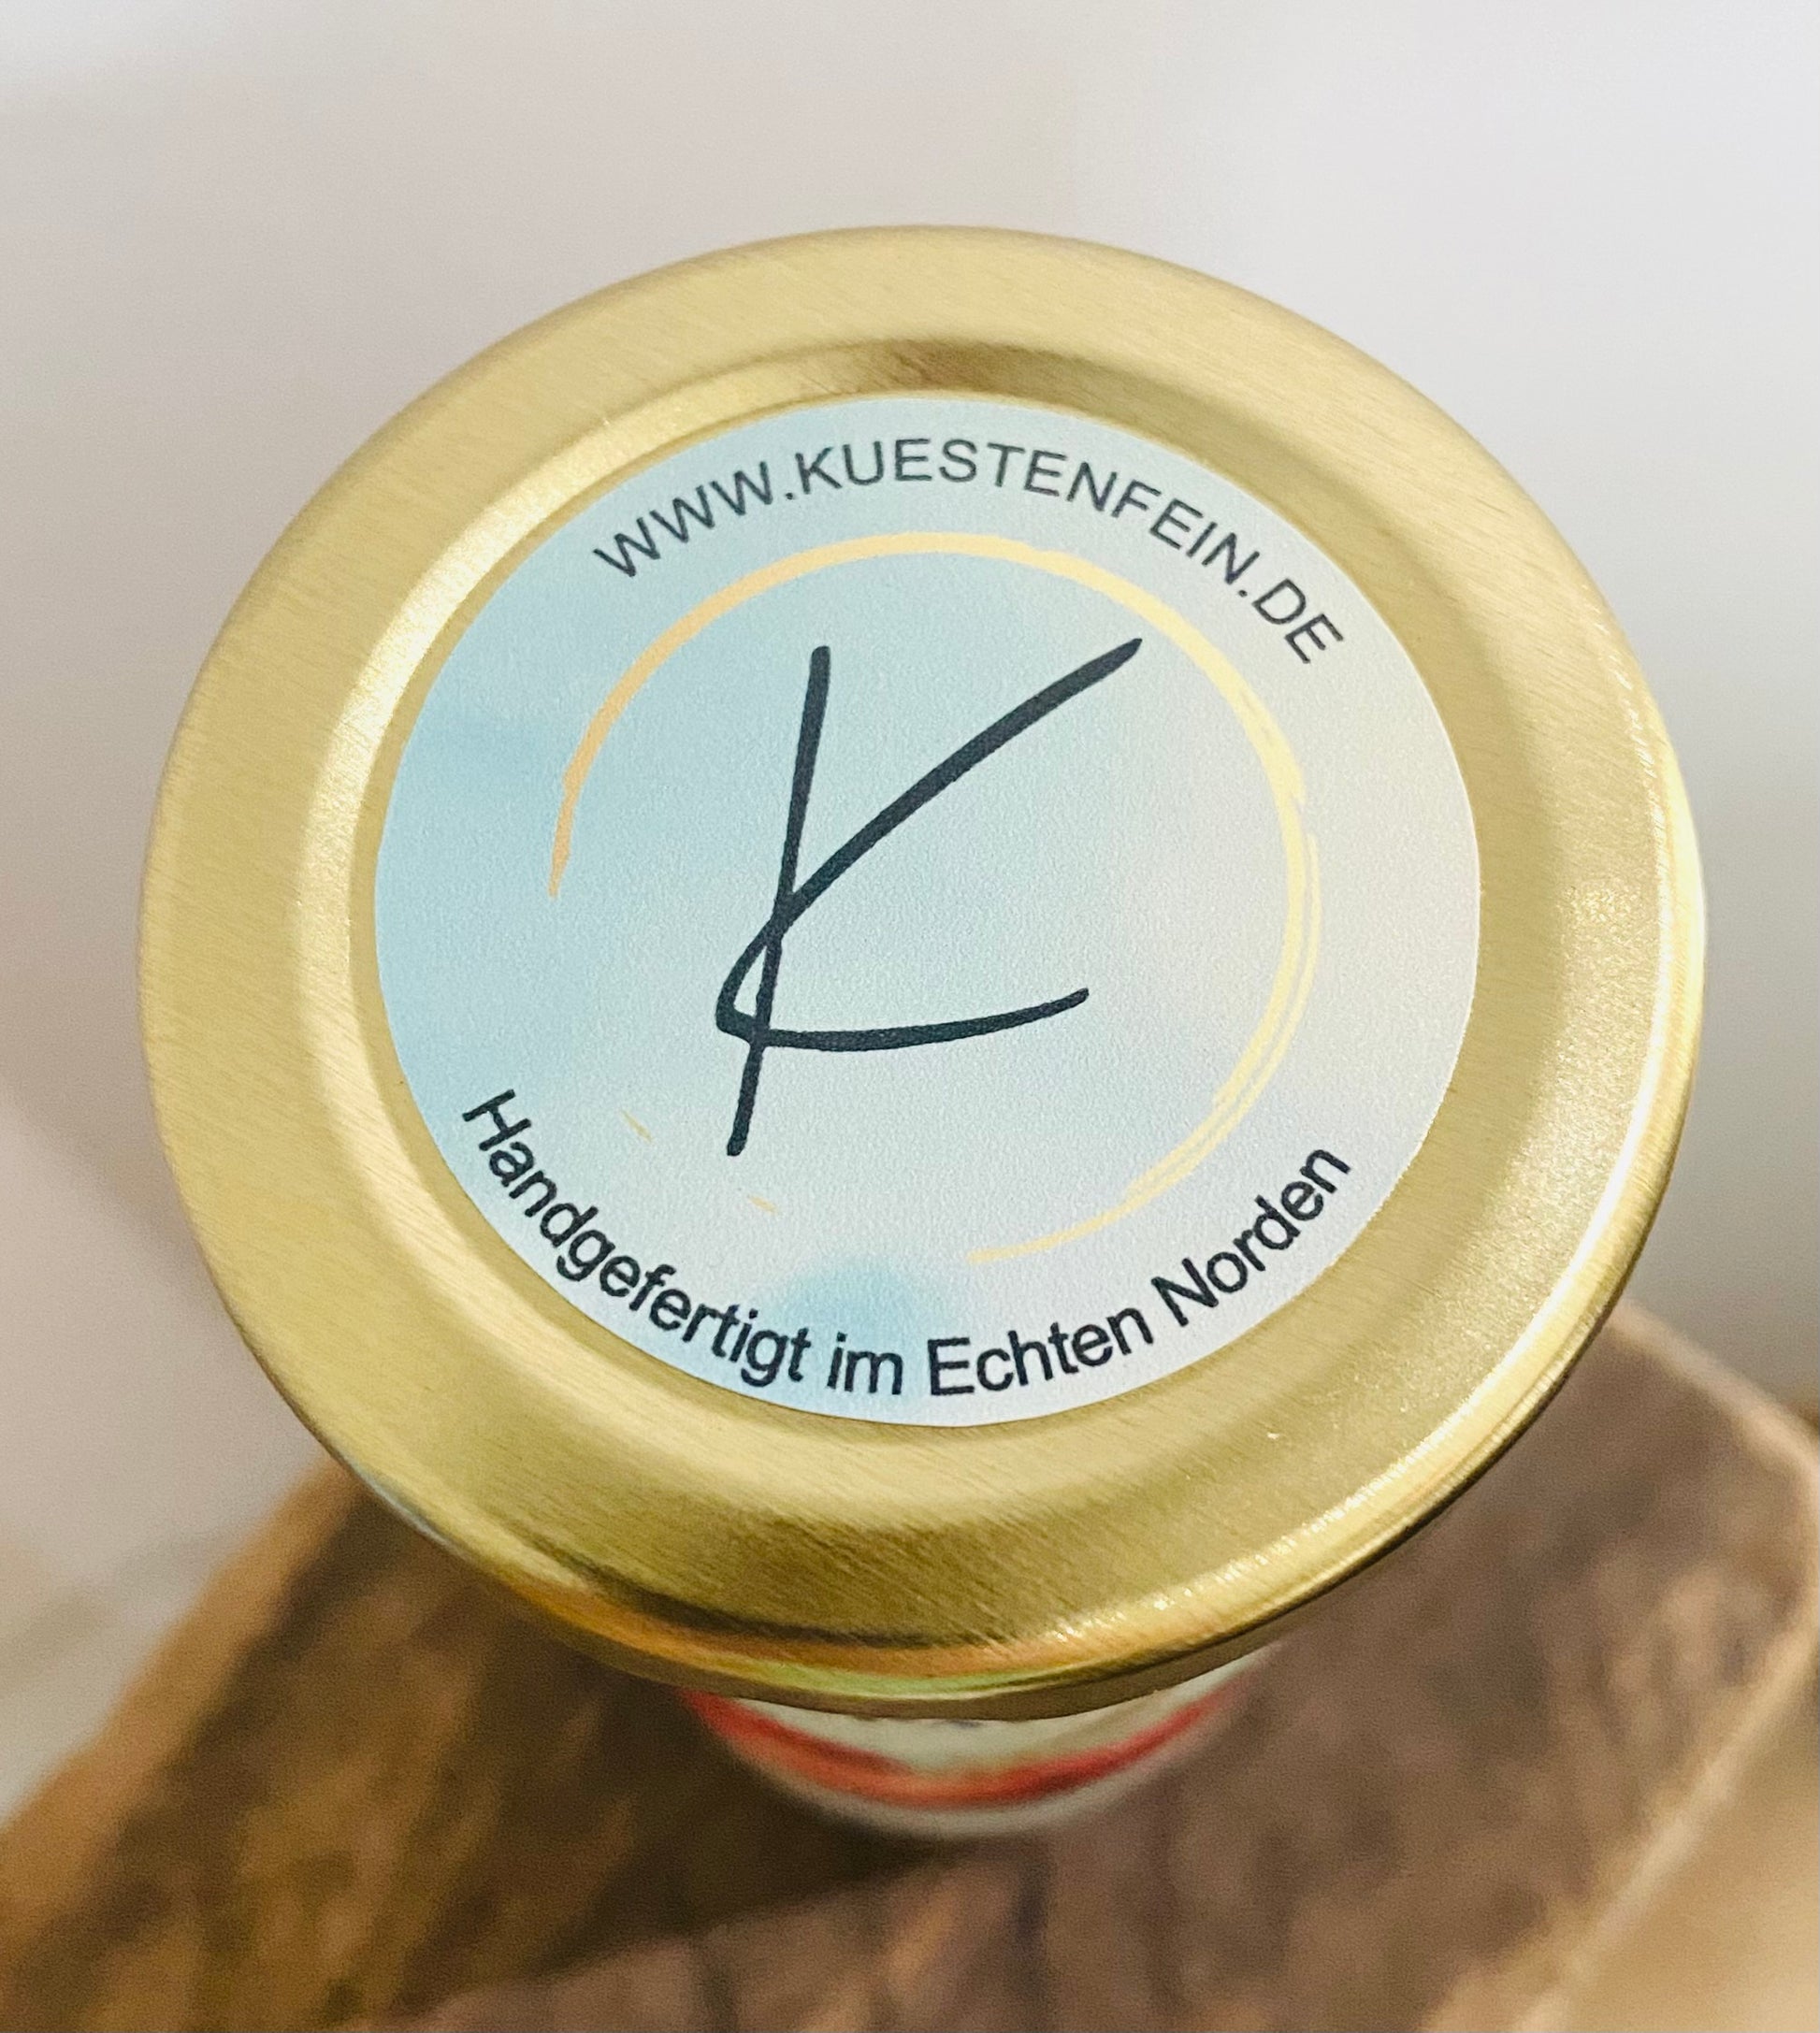 WWW.KUESTENFEIN.DE
K
Handgefertigt im Echten Norden